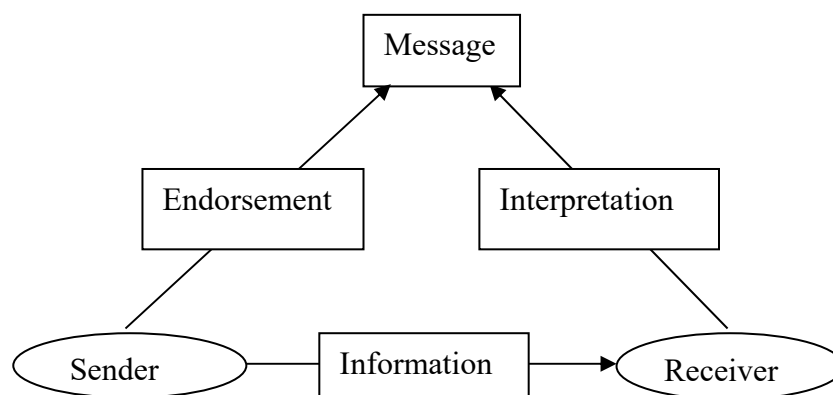 Message
Endorsement
Interpretation
Sender
Information
Receiver